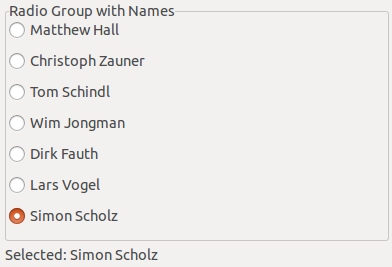 Radio Group with Names
Matthew Hall
Christoph Zauner
Tom Schindl
Wim Jongman
Dirk Fauth
Lars Vogel
Simon Scholz
Selected: Simon Scholz